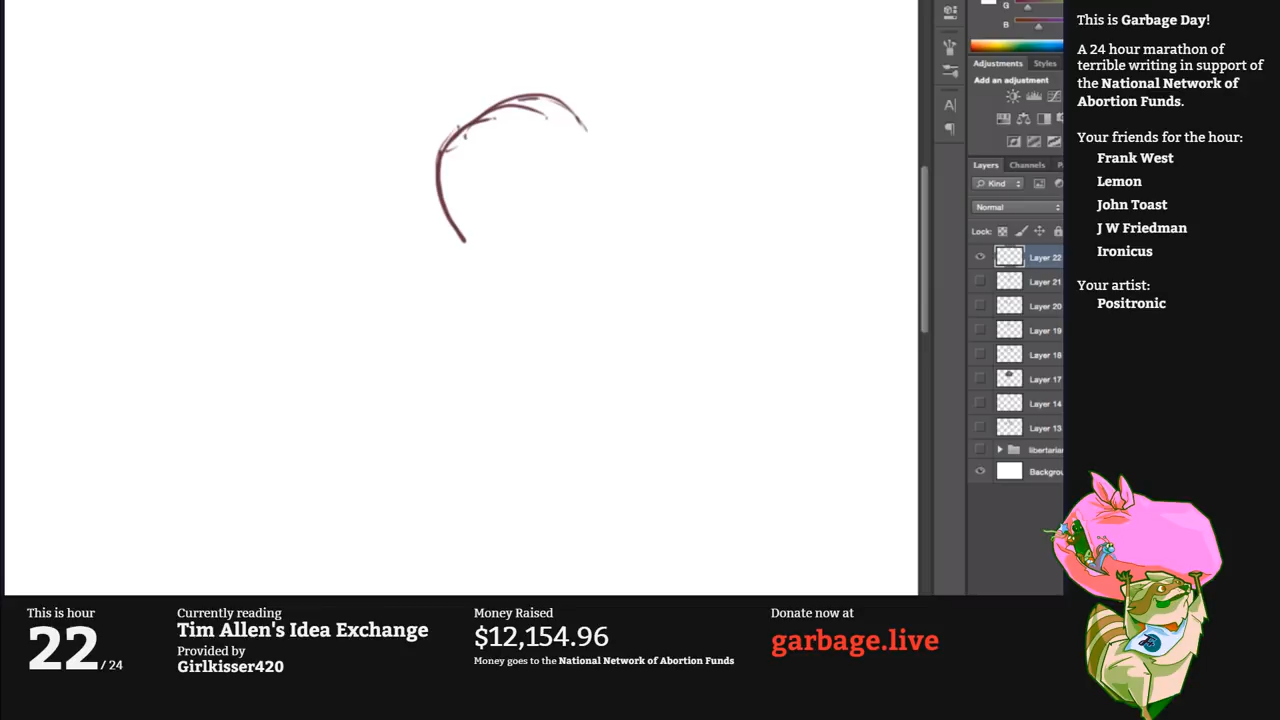 G
B
Adjustments Styles
Add an adjustment
A
Layers Channels
Kind
Normal
Lock:
Layer 22
Layer 21
Layer 20
Layer 19
Layer 18
Layer 17
Layer 14
Layer 13
libertaria
Backgrou
This is Garbage Day!
A 24 hour marathon of
terrible writing in support of
the National Network of
Abortion Funds.
Your friends for the hour:
Frank West
Lemon
John Toast
J W Friedman
Ironicus
Your artist:
Positronic
This is hour
22 / 24
Currently reading
Tim Allen's Idea Exchange
Provided by
Girlkisser420
Money Raised
$12,154.96
Money goes to the National Network of Abortion Funds
Donate now at
garbage.live